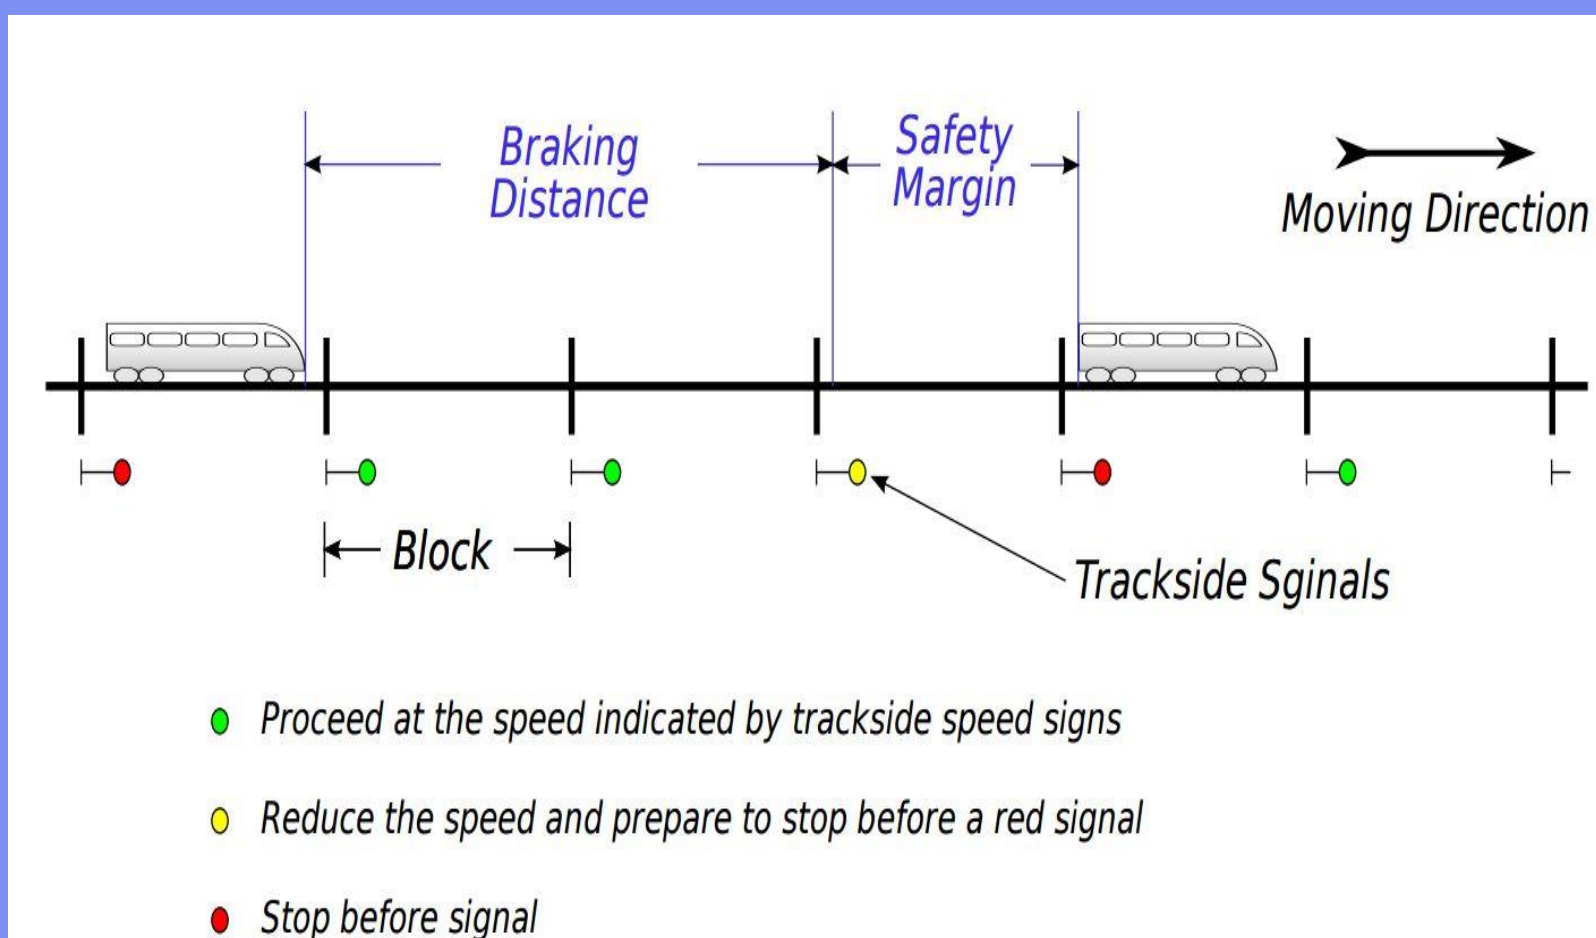 Braking
Distance
Safety
Margin
Moving Direction
Block
Trackside Sginals
Proceed at the speed indicated by trackside speed signs
Reduce the speed and prepare to stop before a red signal
Stop before signal